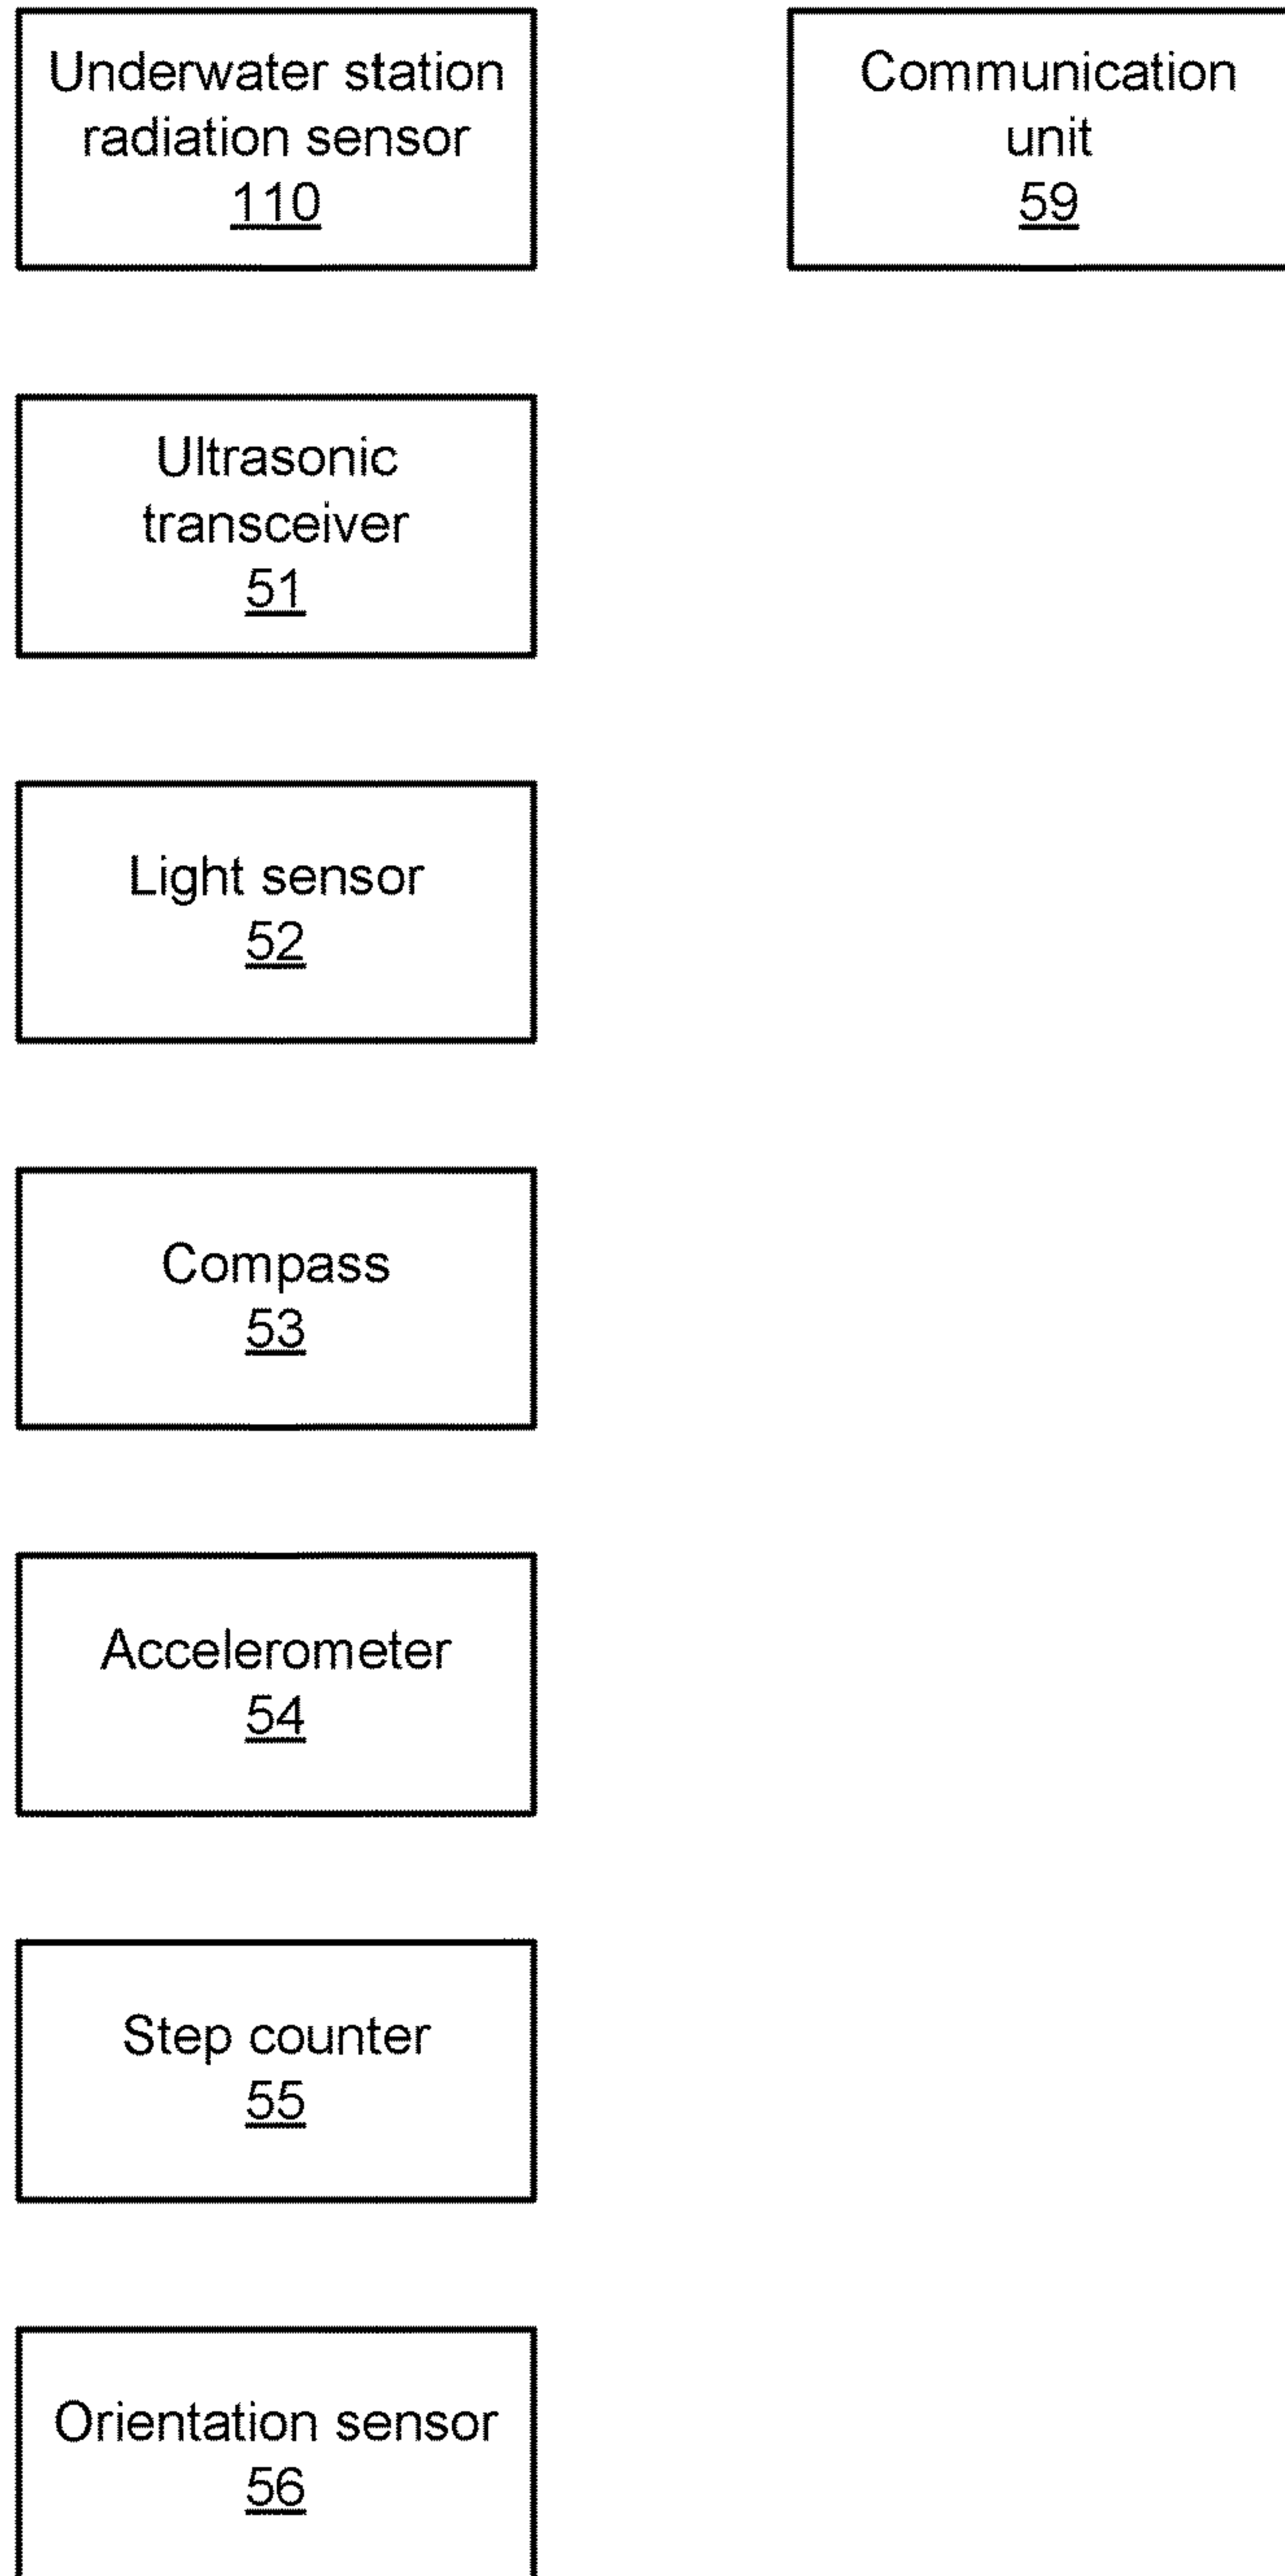 Underwater station
radiation sensor
110
Communication
unit
59
Ultrasonic
transceiver
51
Light sensor
52
Compass
53
Accelerometer
54
Step counter
55
Orientation sensor
56